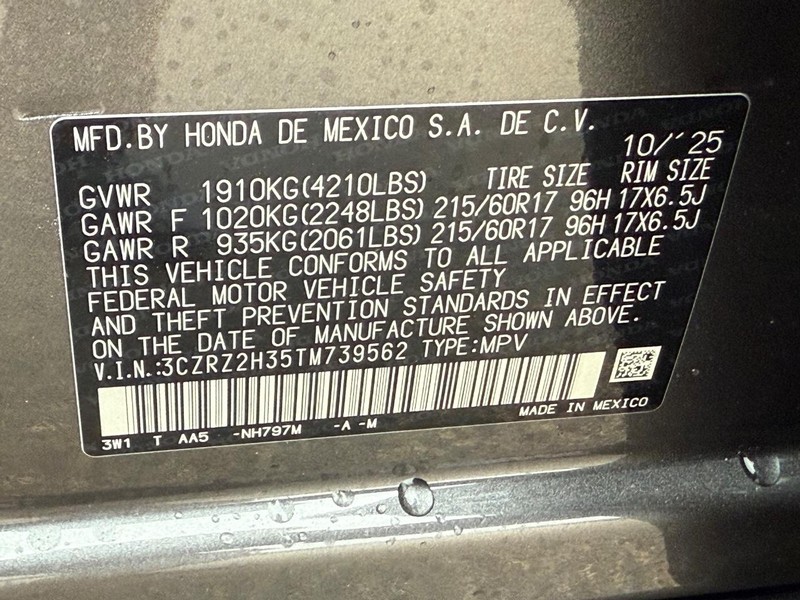 MFD.BY HONDA DE MEXICO S.A. DE C.V.
10/´25
GVWR 1910KG(4210LBS) TIRE SIZE RIM SIZE
GAWR F 1020KG(2248LBS) 215/60R17 96H 17X6.5J
GAWR R 935KG(2061LBS) 215/60R17 96H 17X6.5J
THIS VEHICLE CONFORMS TO ALL APPLICABLE
FEDERAL MOTOR VEHICLE SAFETY
AND THEFT PREVENTION STANDARDS IN EFFECT
ON THE DATE OF MANUFACTURE SHOWN ABOVE.
V.I.N.:3CZRZ2H35TM739562 TYPE:MPV
MADE IN MEXICO
3W1 T AA5 -NH797M -A -M